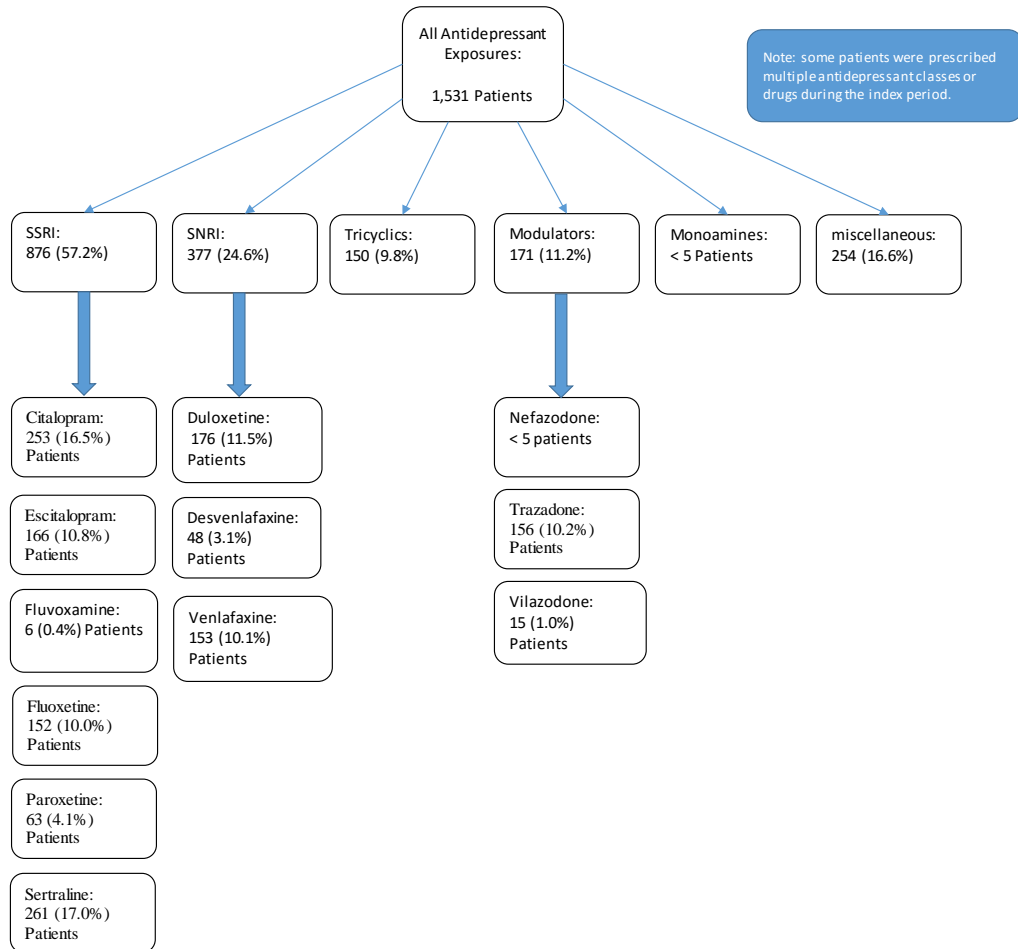 All Antidepressant
Exposures:
1,531 Patients
Note: some patients were prescribed
multiple antidepressant classes or
drugs during the index period.
SSRI:
876 (57.2%)
SNRI:
377 (24.6%)
Tricyclics:
150 (9.8%)
Modulators:
171 (11.2%)
Monoamines:
< 5 Patients
miscellaneous:
254 (16.6%)
Citalopram:
253 (16.5%)
Patients
Escitalopram:
166 (10.8%)
Patients
Fluvoxamine:
6 (0.4%) Patients
Fluoxetine:
152 (10.0%)
Patients
Paroxetine:
63 (4.1%)
Patients
Sertraline:
261 (17.0%)
Patients
Duloxetine:
176 (11.5%)
Patients
Desvenlafaxine:
48 (3.1%)
Patients
Venlafaxine:
153 (10.1%)
Patients
Nefazodone:
< 5 patients
Trazadone:
156 (10.2%)
Patients
Vilazodone:
15 (1.0%)
Patients